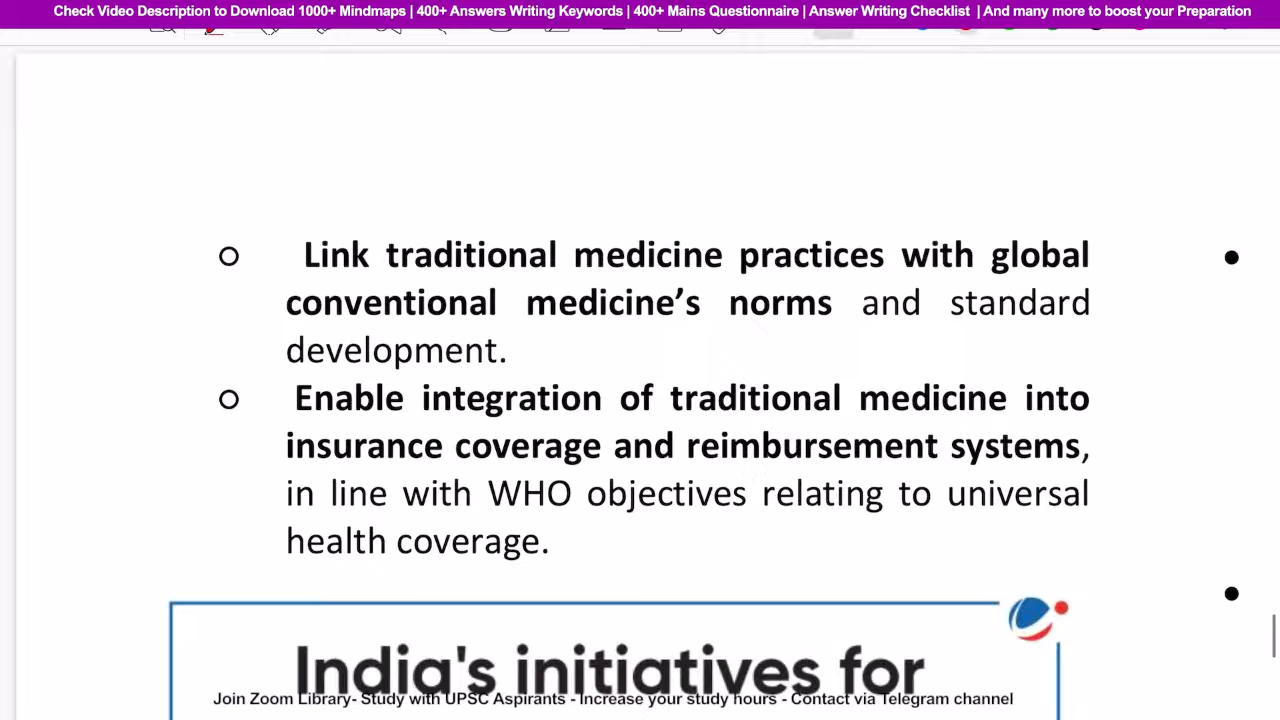 Check Video Description to Download 1000+ Mindmaps | 400+ Answers Writing Keywords | 400+ Mains Questionnaire | Answer Writing Checklist | And many more to boost your Preparation
Link traditional medicine practices with global
conventional medicine’s norms and standard
development.
Enable integration of traditional medicine into
insurance coverage and reimbursement systems,
in line with WHO objectives relating to universal
health coverage.
India's initiatives for
Join Zoom Library- Study with UPSC Aspirants - Increase your study hours - Contact via Telegram channel